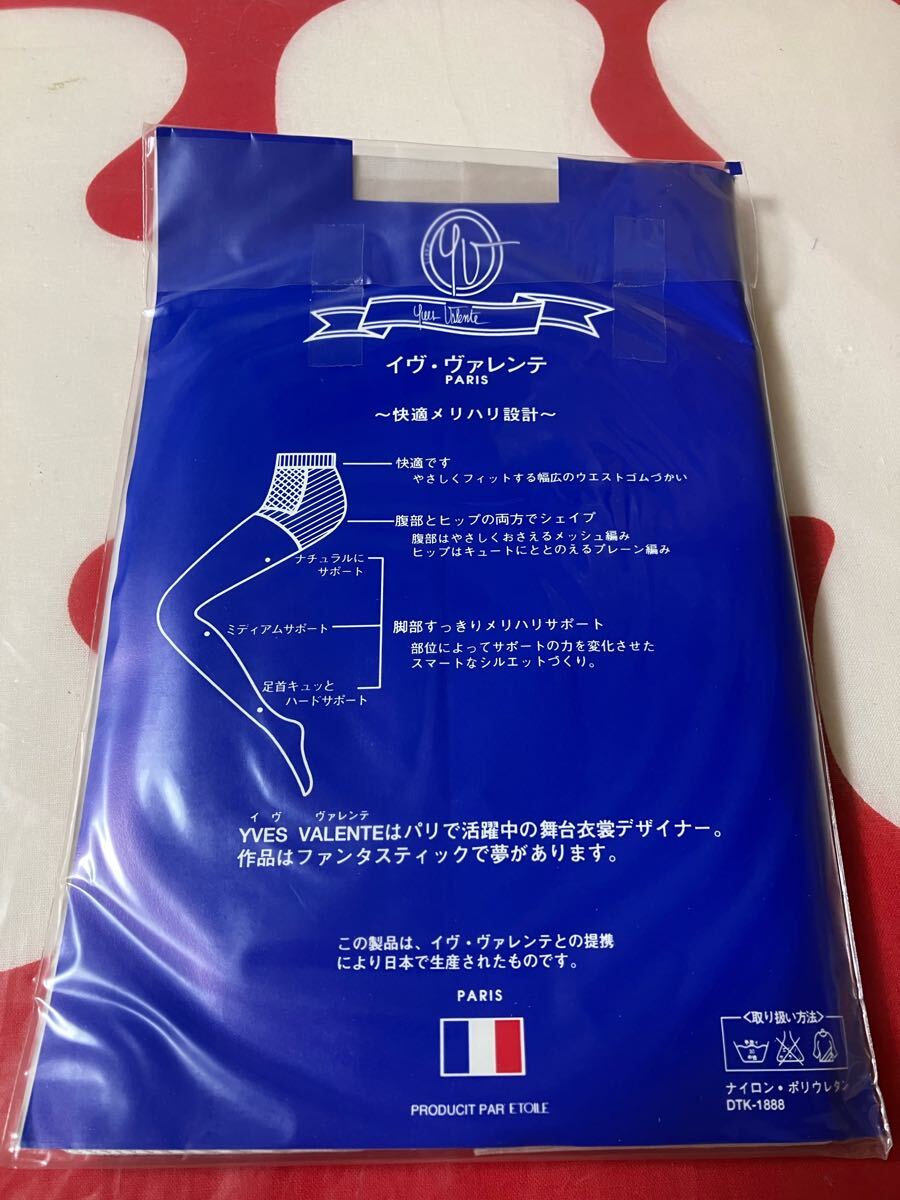 YV
Yves Valente
イヴ・ヴァレンテ
PARIS
～快適メリハリ設計～
快適です
やさしくフィットする幅広のウエストゴムづかい
腹部とヒップの両方でシェイプ
腹部はやさしくおさえるメッシュ編み
ヒップはキュートにととのえるプレーン編み
ナチュラルに
サポート
ミディアムサポート
脚部すっきりメリハリサポート
部位によってサポートの力を変化させた
スマートなシルエットづくり。
足首キュッと
ハードサポート
イヴ ヴァレンテ
YVES VALENTEはパリで活躍中の舞台衣裳デザイナー。
作品はファンタスティックで夢があります。
この製品は、イヴ・ヴァレンテとの提携
により日本で生産されたものです。
PARIS
PRODUCIT PAR ETOILE
<取り扱い方法>
30
ナイロン・ポリウレタン
DTK-1888